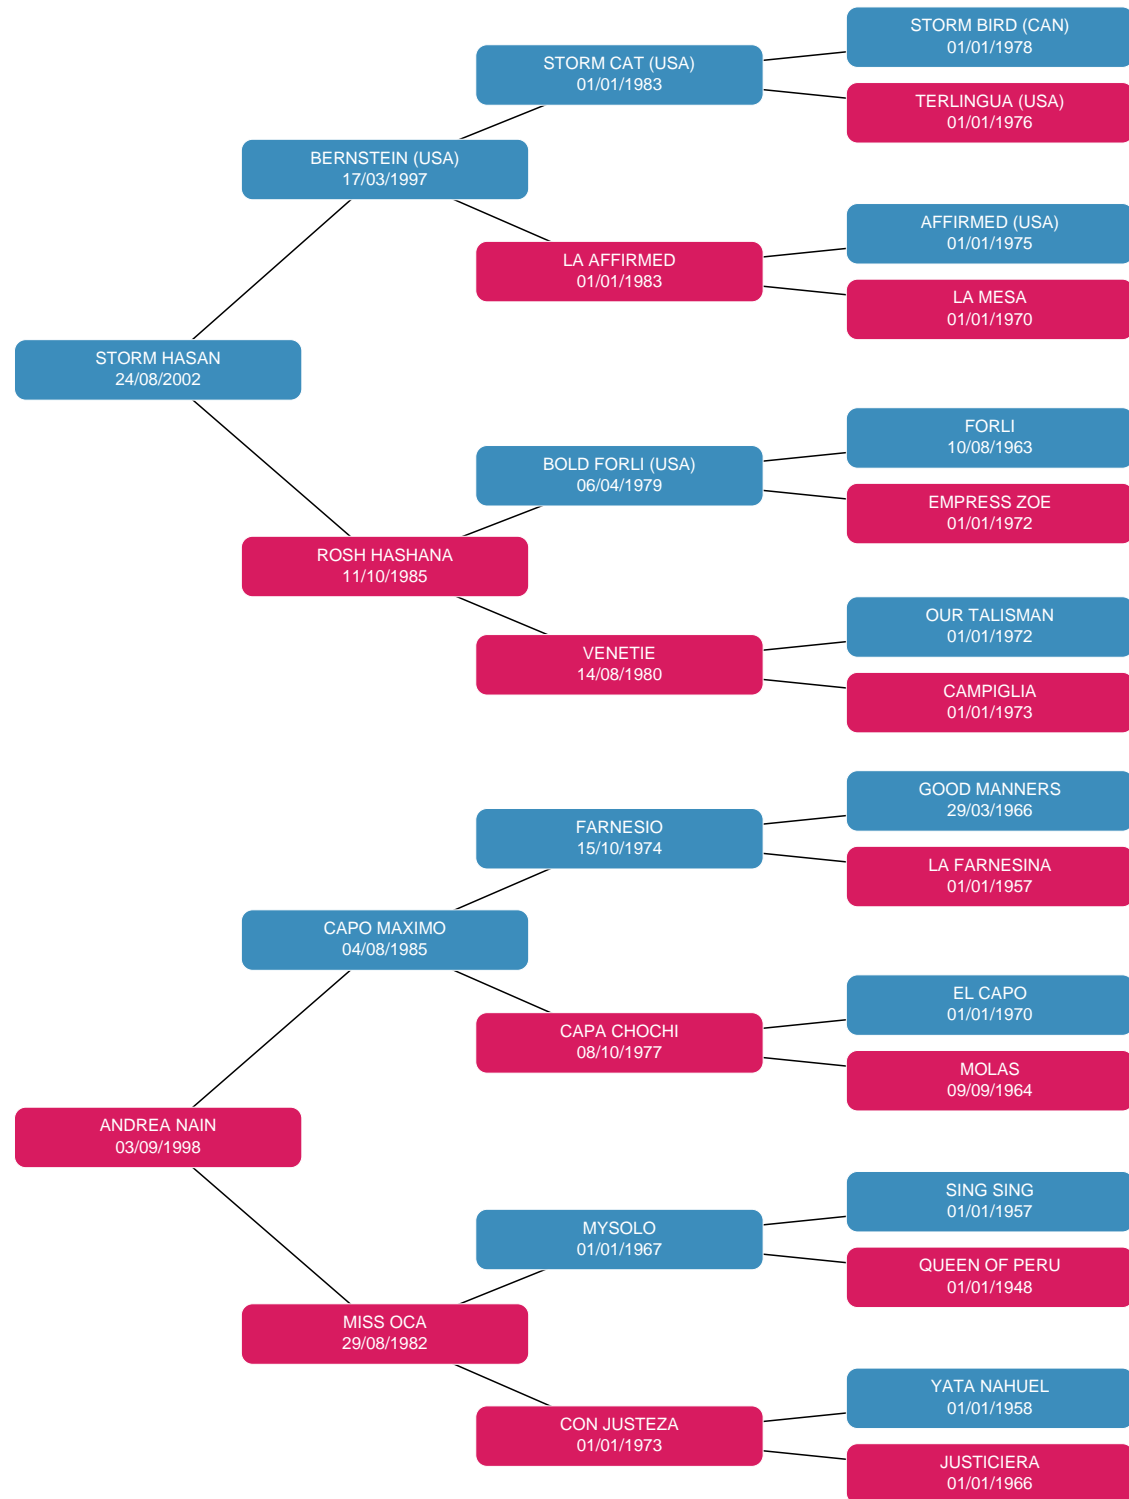 STORM BIRD (CAN)
01/01/1978
STORM CAT (USA)
01/01/1983
TERLINGUA (USA)
01/01/1976
BERNSTEIN (USA)
17/03/1997
AFFIRMED (USA)
01/01/1975
LA AFFIRMED
01/01/1983
LA MESA
01/01/1970
STORM HASAN
24/08/2002
FORLI
10/08/1963
BOLD FORLI (USA)
06/04/1979
EMPRESS ZOE
01/01/1972
ROSH HASHANA
11/10/1985
OUR TALISMAN
01/01/1972
VENETIE
14/08/1980
CAMPIGLIA
01/01/1973
GOOD MANNERS
29/03/1966
FARNESIO
15/10/1974
LA FARNESINA
01/01/1957
CAPO MAXIMO
04/08/1985
EL CAPO
01/01/1970
CAPA CHOCHI
08/10/1977
MOLAS
09/09/1964
ANDREA NAIN
03/09/1998
SING SING
01/01/1957
MYSOLO
01/01/1967
QUEEN OF PERU
01/01/1948
MISS OCA
29/08/1982
YATA NAHUEL
01/01/1958
CON JUSTEZA
01/01/1973
JUSTICIERA
01/01/1966